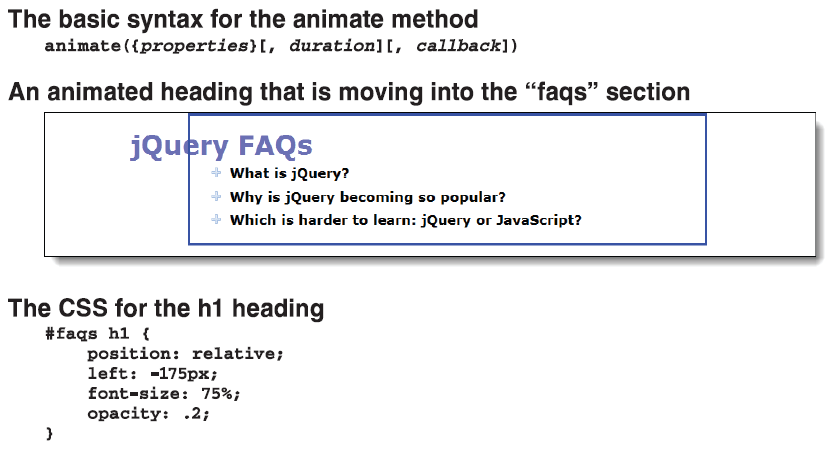 The basic syntax for the animate method
animate({properties}[, duration][, callback])
An animated heading that is moving into the “faqs” section
jQuery FAQs
What is jQuery?
Why is jQuery becoming so popular?
Which is harder to learn: jQuery or JavaScript?
The CSS for the h1 heading
#faqs h1 {
    position: relative;
    left: -175px;
    font-size: 75%;
    opacity: .2;
}